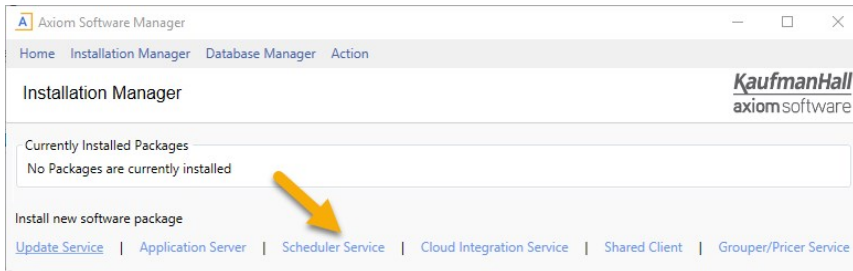 A Axiom Software Manager
Home Installation Manager Database Manager Action
Installation Manager
KaufmanHall
axiom software
Currently Installed Packages
No Packages are currently installed
Install new software package
Update Service | Application Server | Scheduler Service | Cloud Integration Service | Shared Client | Grouper/Pricer Service